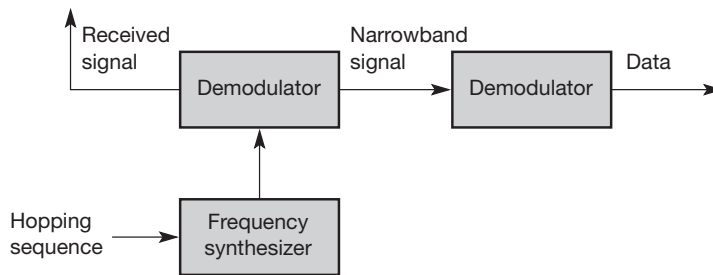 Received
signal
Demodulator
Narrowband
signal
Demodulator
Data
Hopping
sequence
Frequency
synthesizer